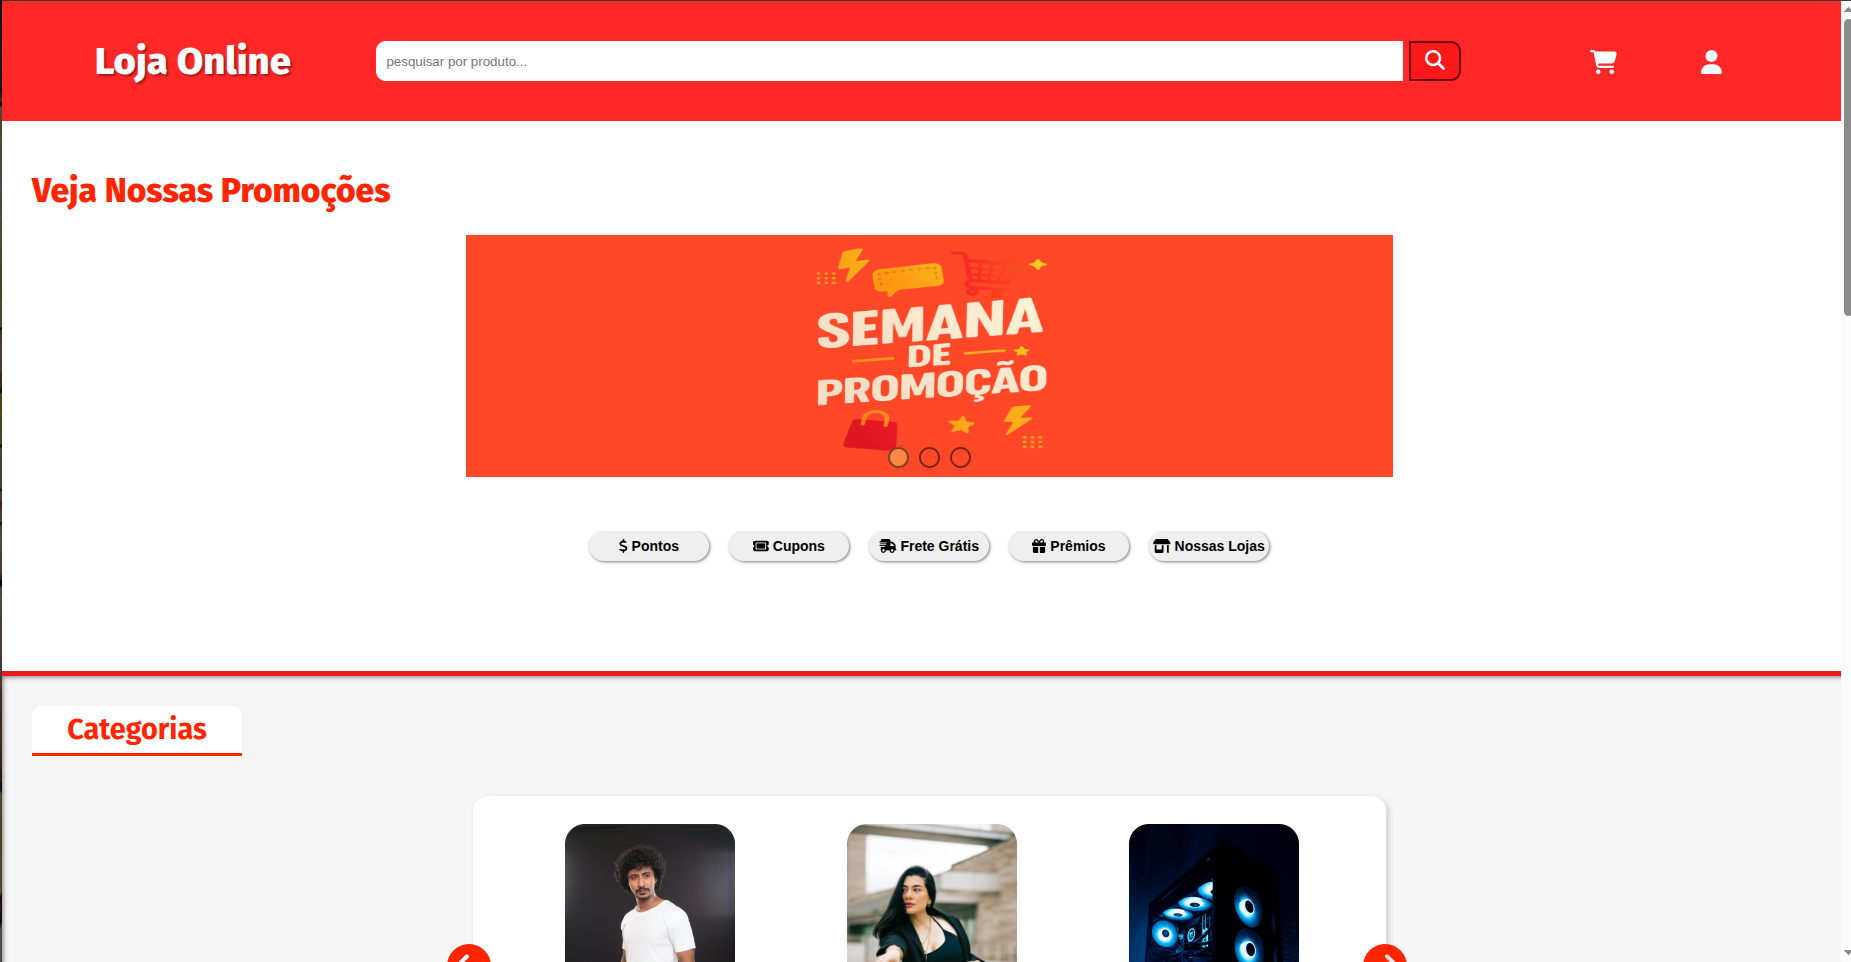 Loja Online
pesquisar por produto...
Veja Nossas Promoções
SEMANA
DE
PROMOÇÃO
Pontos
Cupons
Frete Grátis
Prêmios
Nossas Lojas
Categorias